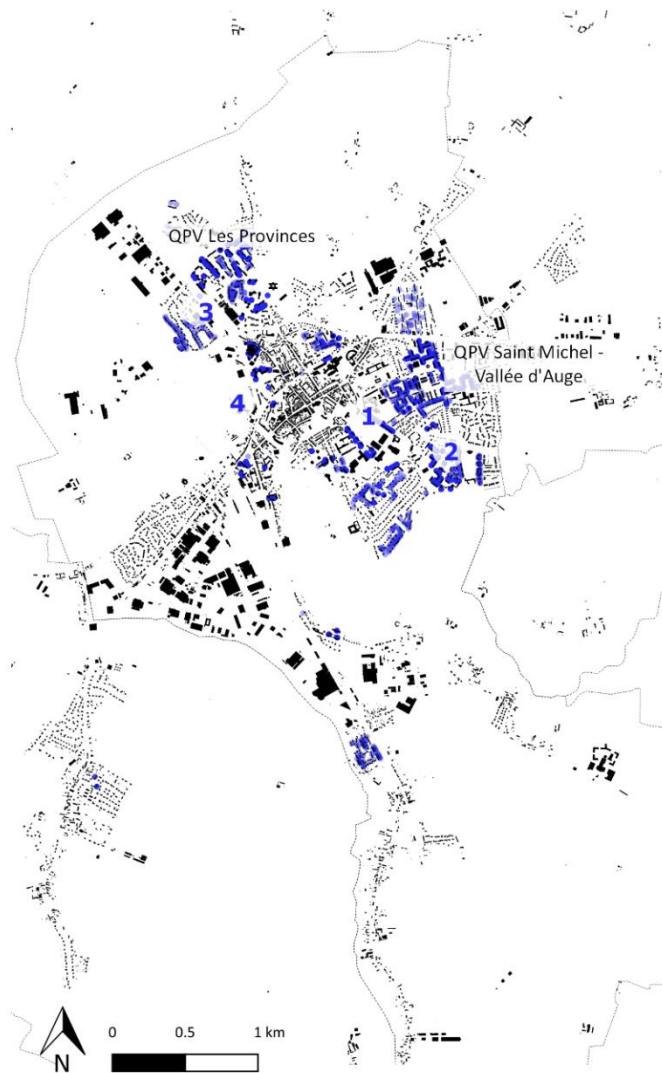 QPV Les Provinces
3
QPV Saint Michel -
Vallée d'Auge
4
1
2
N
0
0.5
1 km